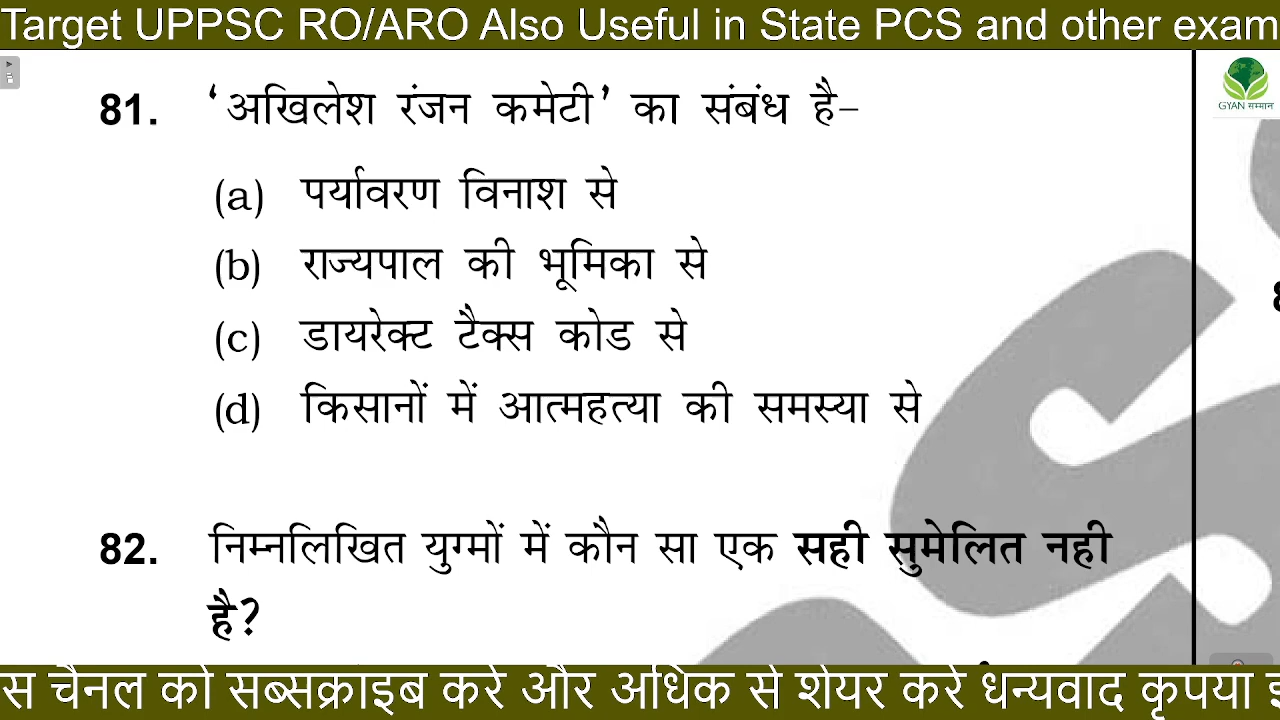 Target UPPSC RO/ARO Also Useful in State PCS and other exam
GYAN सम्मान
81. ‘अखिलेश रंजन कमेटी’ का संबंध है–
(a) पर्यावरण विनाश से
(b) राज्यपाल की भूमिका से
(c) डायरेक्ट टैक्स कोड से
(d) किसानों में आत्महत्या की समस्या से
82. निम्नलिखित युग्मों में कौन सा एक सही सुमेलित नही
है?
स चैनल को सब्सक्राइब करे और अधिक से शेयर करे धन्यवाद कृपया